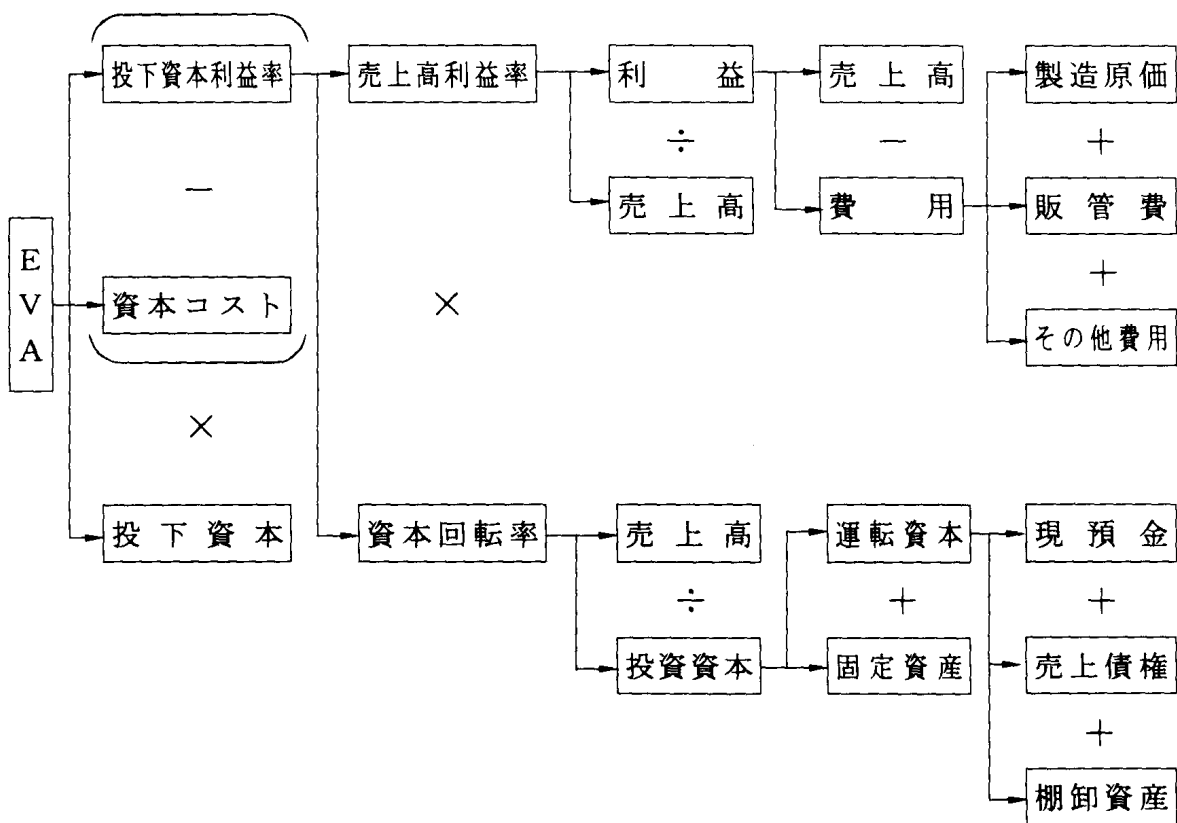 投下資本利益率
売上高利益率
利益
売上高
製造原価
÷
－
＋
－
売上高
費用
販管費
EVA
＋
資本コスト
×
その他費用
×
投下資本
資本回転率
売上高
運転資本
現預金
÷
＋
＋
投資資本
固定資産
売上債権
＋
棚卸資産